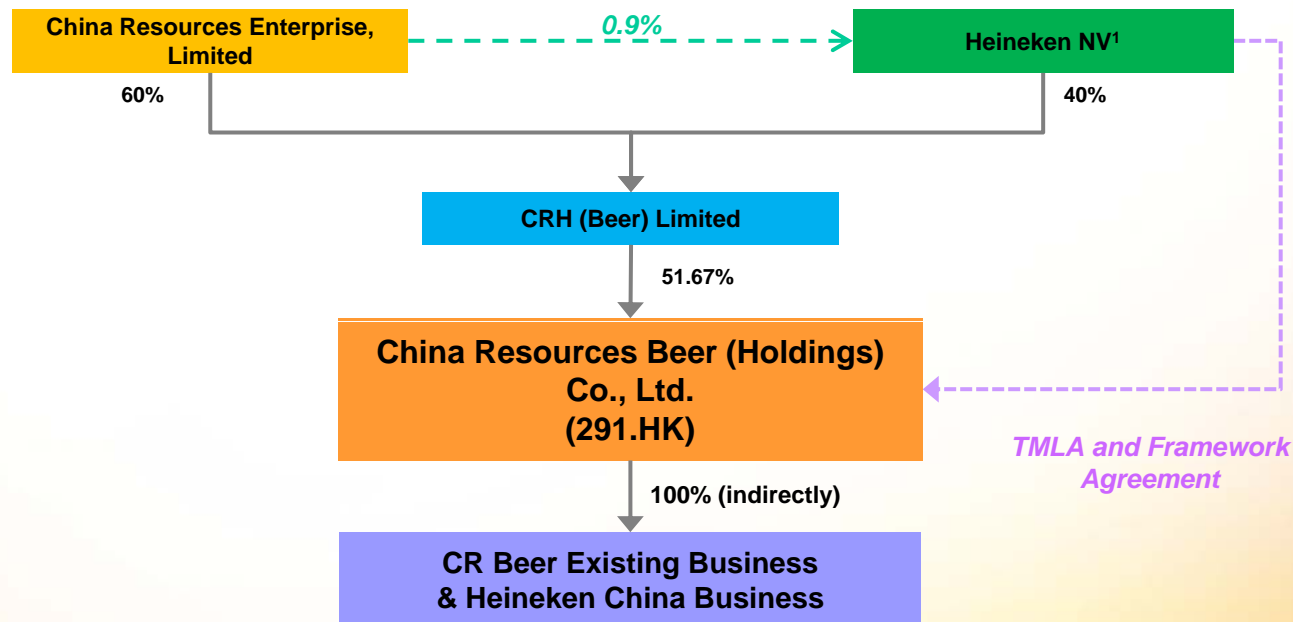 China Resources Enterprise,
Limited
0.9%
Heineken NV¹
60%
40%
CRH (Beer) Limited
51.67%
China Resources Beer (Holdings)
Co., Ltd.
(291.HK)
TMLA and Framework
Agreement
100% (indirectly)
CR Beer Existing Business
& Heineken China Business